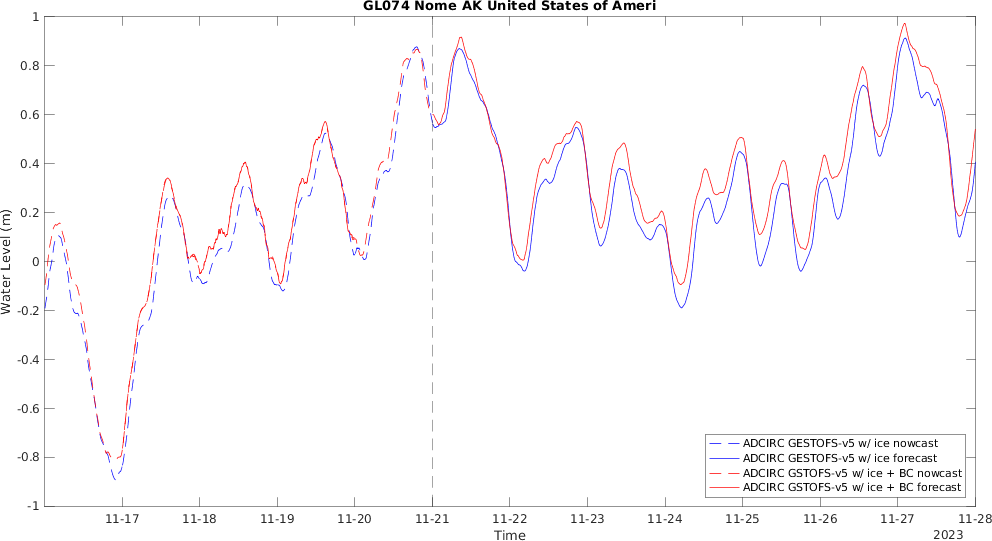 GL074 Nome AK United States of Ameri
Water Level (m)
1
0.8
0.6
0.4
0.2
0
-0.2
-0.4
-0.6
-0.8
-1
ADCIRC GESTOFS-v5 w/ ice nowcast
ADCIRC GESTOFS-v5 w/ ice forecast
ADCIRC GSTOFS-v5 w/ ice + BC nowcast
ADCIRC GSTOFS-v5 w/ ice + BC forecast
11-17 11-18 11-19 11-20 11-21 11-22 11-23 11-24 11-25 11-26 11-27 11-28
Time
2023